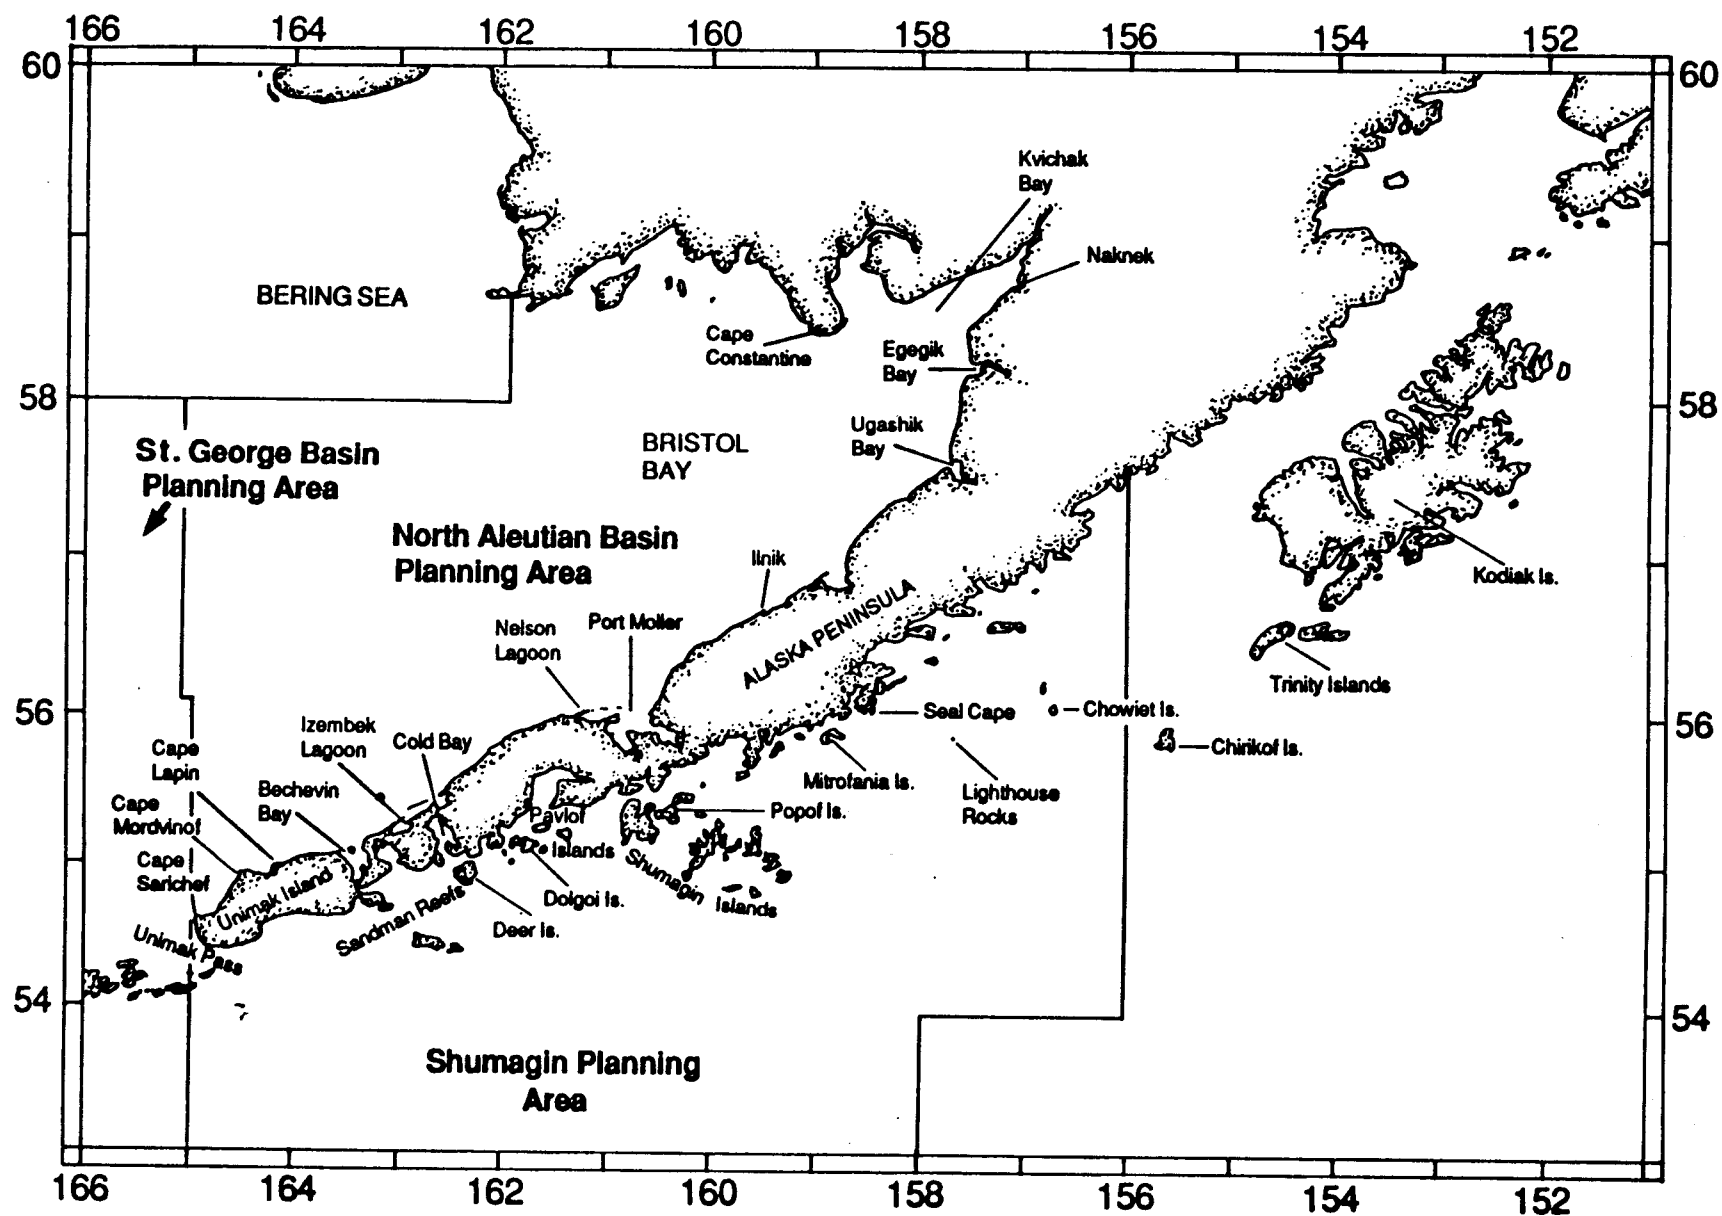 166 164 162 160 158 156 154 152
60 60
Kvichak
Bay
Naknek
BERING SEA
Cape
Constantine
Egegik
Bay
58 58
Ugashik
Bay
BRISTOL
BAY
St. George Basin
Planning Area
North Aleutian Basin
Planning Area
Ilnik
Kodiak Is.
ALASKA PENINSULA
Nelson
Lagoon
Port Moller
Trinity Islands
56 56
Seal Cape
Chowiet Is.
Chirikof Is.
Izembek
Lagoon
Cold Bay
Cape
Lapin
Mitrofania Is.
Lighthouse
Rocks
Bechevin
Bay
Cape
Mordvinof
Popof Is.
Pavlof
Islands
Cape
Sarichef
Shumagin
Islands
Unimak Island
Dolgoi Is.
Sandman Reefs
Deer Is.
Unimak Pass
54 54
Shumagin Planning
Area
166 164 162 160 158 156 154 152